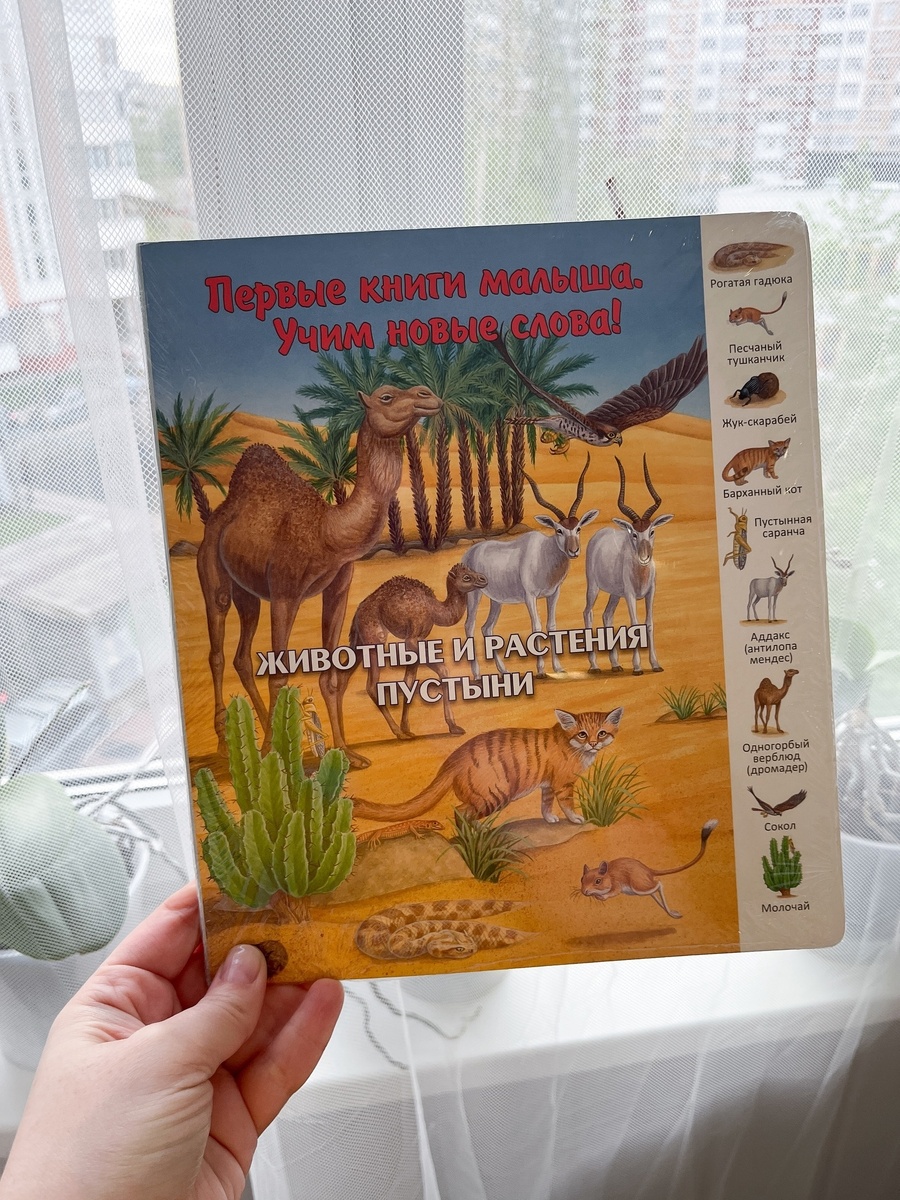 Первые книги малыша.
Учим новые слова!
ЖИВОТНЫЕ И РАСТЕНИЯ
ПУСТЫНИ
Рогатая гадюка
Песчаный
тушканчик
Жук-скарабей
Барханный кот
Пустынная
саранча
Аддакс
(антилопа
мендес)
Одногорбый
верблюд
(дромадер)
Сокол
Молочай